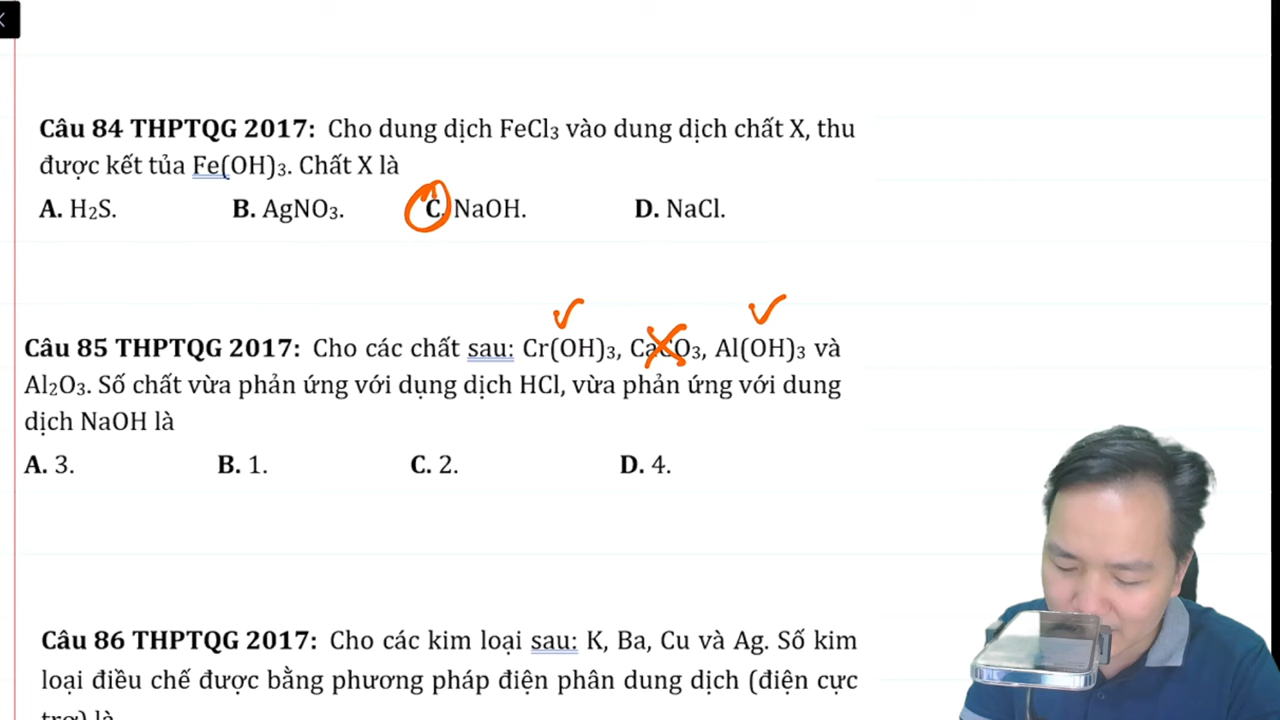 Câu 84 THPTQG 2017: Cho dung dịch FeCl₃ vào dung dịch chất X, thu
được kết tủa Fe(OH)₃. Chất X là
A. H₂S. B. AgNO₃. C. NaOH. D. NaCl.
Câu 85 THPTQG 2017: Cho các chất sau: Cr(OH)₃, CaCO₃, Al(OH)₃ và
Al₂O₃. Số chất vừa phản ứng với dụng dịch HCl, vừa phản ứng với dung
dịch NaOH là
A. 3. B. 1. C. 2. D. 4.
Câu 86 THPTQG 2017: Cho các kim loại sau: K, Ba, Cu và Ag. Số kim
loại điều chế được bằng phương pháp điện phân dung dịch (điện cực
trơ) là